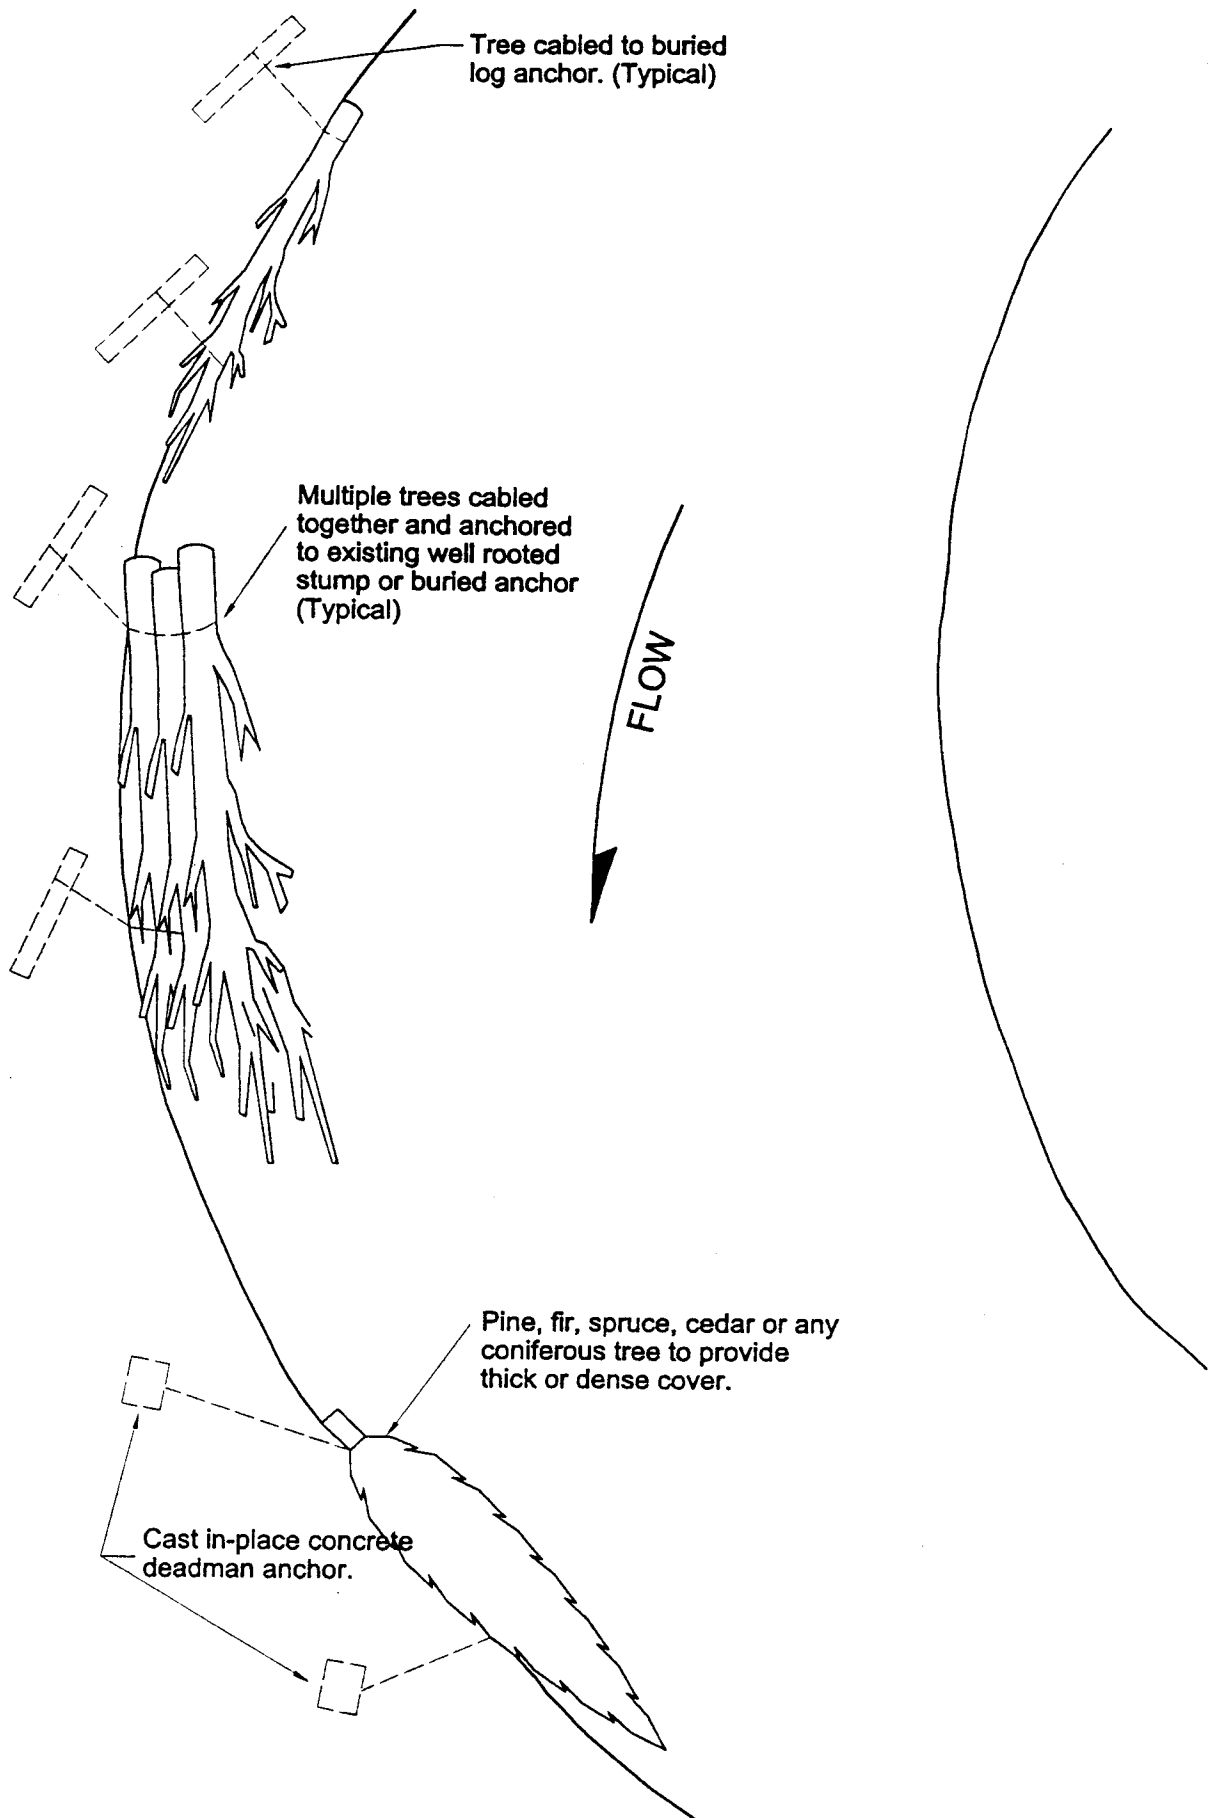 Tree cabled to buried
log anchor. (Typical)
Multiple trees cabled
together and anchored
to existing well rooted
stump or buried anchor
(Typical)
FLOW
Pine, fir, spruce, cedar or any
coniferous tree to provide
thick or dense cover.
Cast in-place concrete
deadman anchor.